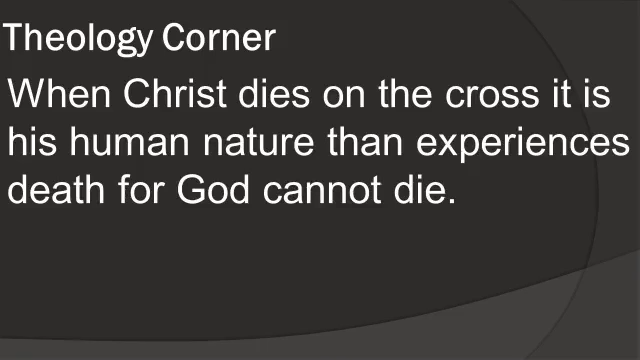 Theology Corner
When Christ dies on the cross it is
his human nature than experiences
death for God cannot die.